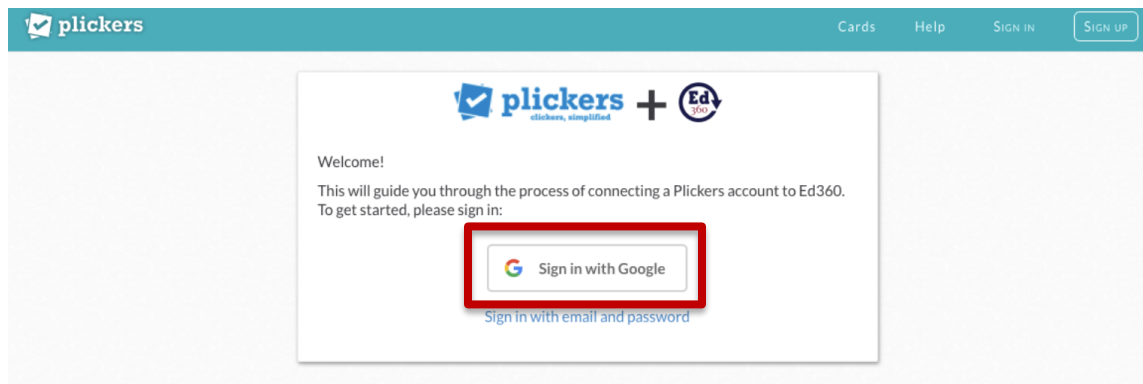 plickers
Cards Help SIGN IN SIGN UP
plickers + Ed 360
clickers, simplified
Welcome!
This will guide you through the process of connecting a Plickers account to Ed360.
To get started, please sign in:
G Sign in with Google
Sign in with email and password